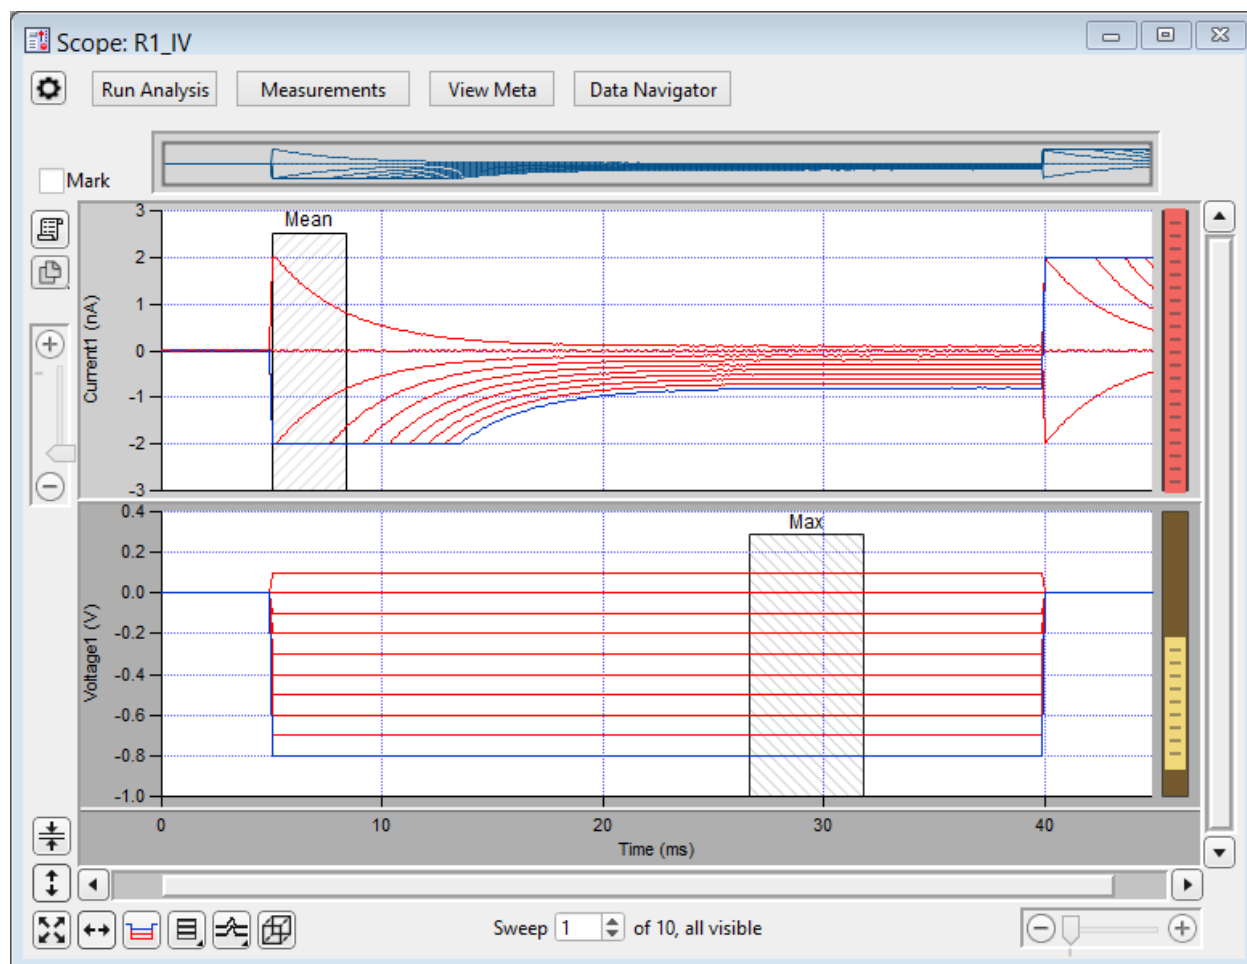 Scope: R1_IV
Run Analysis Measurements View Meta Data Navigator
Mark
Mean
3
2
1
0
-1
-2
-3
Current1 (nA)
Max
0.4
0.2
0.0
-0.2
-0.4
-0.6
-0.8
-1.0
Voltage1 (V)
0 10 20 30 40
Time (ms)
Sweep 1 of 10, all visible